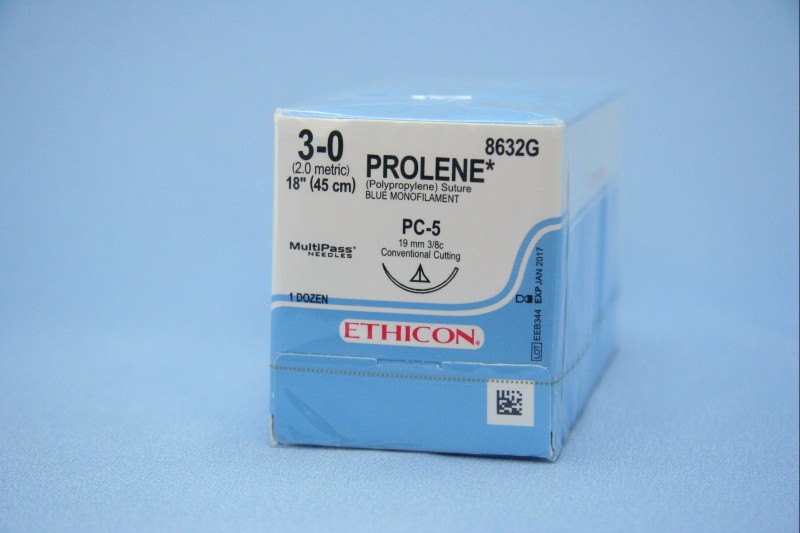 3-0
(2.0 metric)
18" (45 cm)
PROLENE*
(Polypropylene) Suture
BLUE MONOFILAMENT
8632G
PC-5
19 mm 3/8c
Conventional Cutting
MultiPass®
NEEDLES
1 DOZEN
ETHICON®
LOT EEB344 EXP JAN 2017